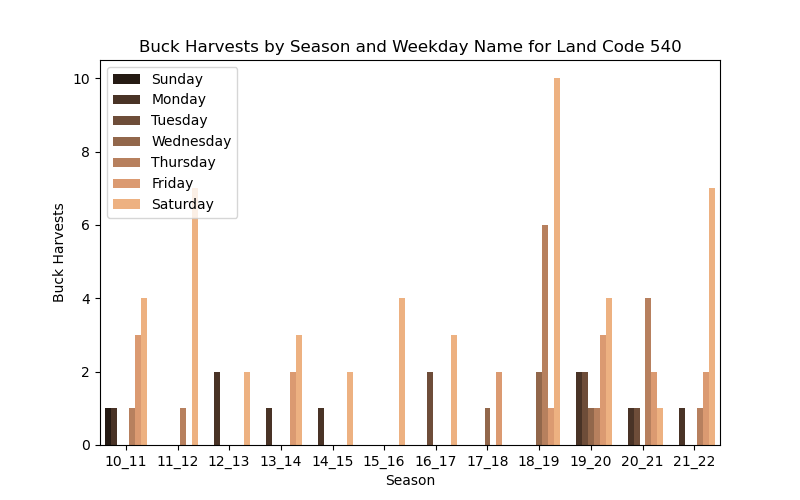 Buck Harvests by Season and Weekday Name for Land Code 540
10
8
6
4
2
0
Buck Harvests
Sunday
Monday
Tuesday
Wednesday
Thursday
Friday
Saturday
10_11 11_12 12_13 13_14 14_15 15_16 16_17 17_18 18_19 19_20 20_21 21_22
Season